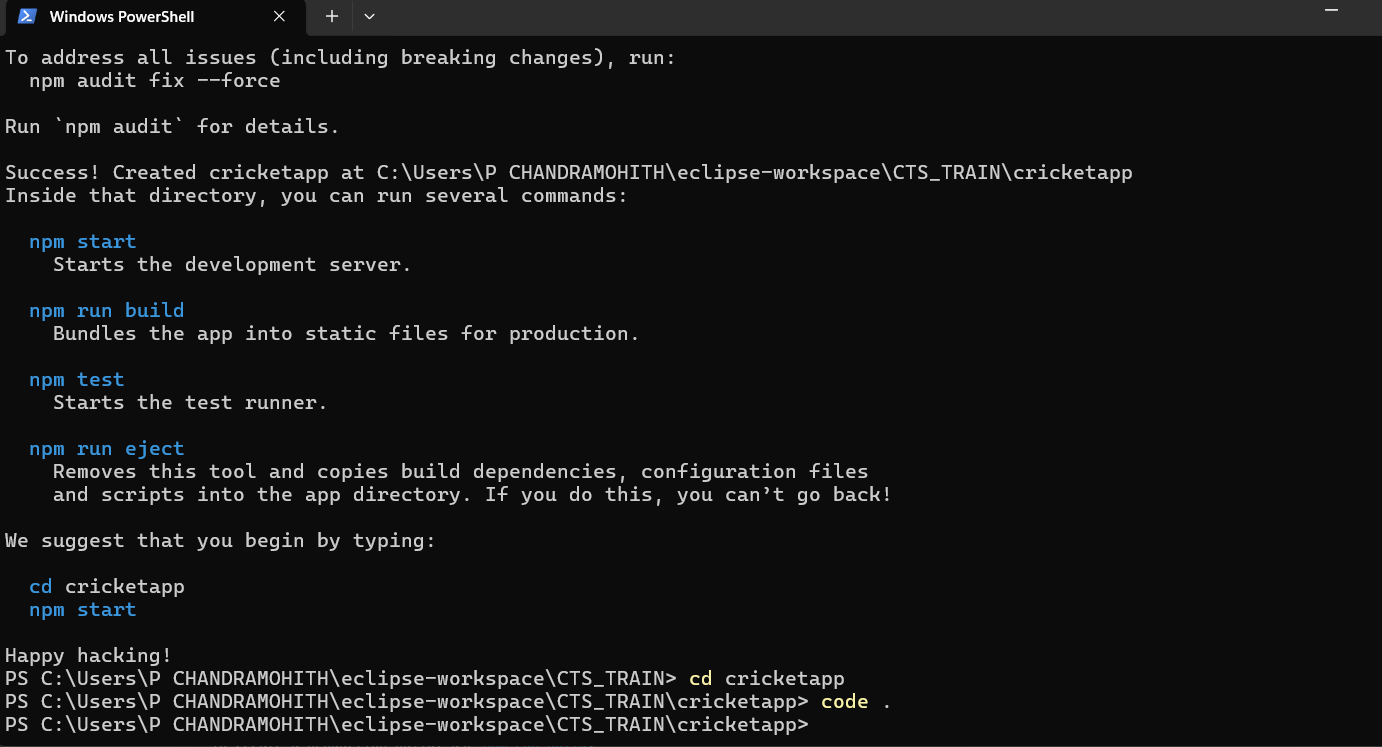 Windows PowerShell
To address all issues (including breaking changes), run:
  npm audit fix --force

Run `npm audit` for details.

Success! Created cricketapp at C:\Users\P CHANDRAMOHITH\eclipse-workspace\CTS_TRAIN\cricketapp
Inside that directory, you can run several commands:

  npm start
    Starts the development server.

  npm run build
    Bundles the app into static files for production.

  npm test
    Starts the test runner.

  npm run eject
    Removes this tool and copies build dependencies, configuration files
    and scripts into the app directory. If you do this, you can’t go back!

We suggest that you begin by typing:

  cd cricketapp
  npm start

Happy hacking!
PS C:\Users\P CHANDRAMOHITH\eclipse-workspace\CTS_TRAIN> cd cricketapp
PS C:\Users\P CHANDRAMOHITH\eclipse-workspace\CTS_TRAIN\cricketapp> code .
PS C:\Users\P CHANDRAMOHITH\eclipse-workspace\CTS_TRAIN\cricketapp>